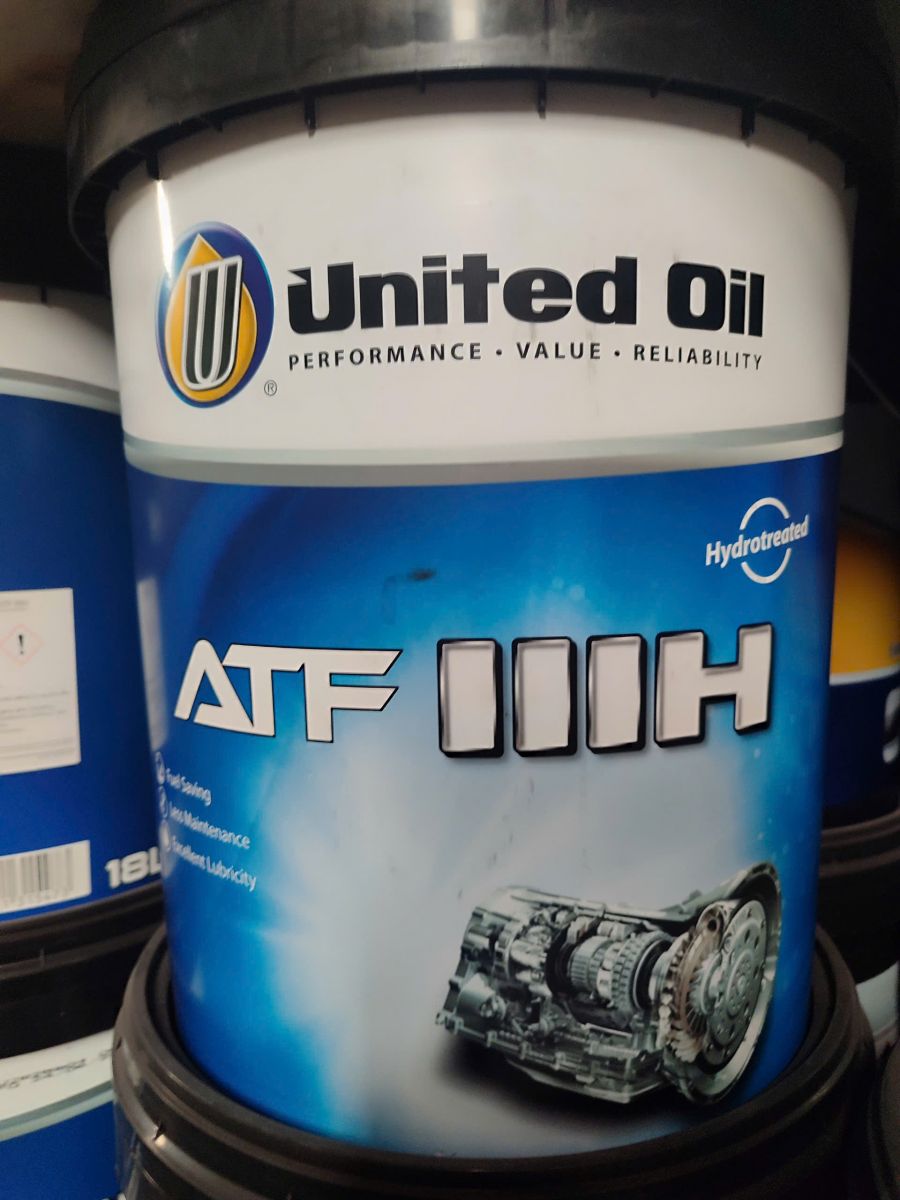 United Oil
PERFORMANCE • VALUE • RELIABILITY
®
Hydrotreated
ATF IIIH
Fuel Saving
Less Maintenance
Excellent Lubricity
18L